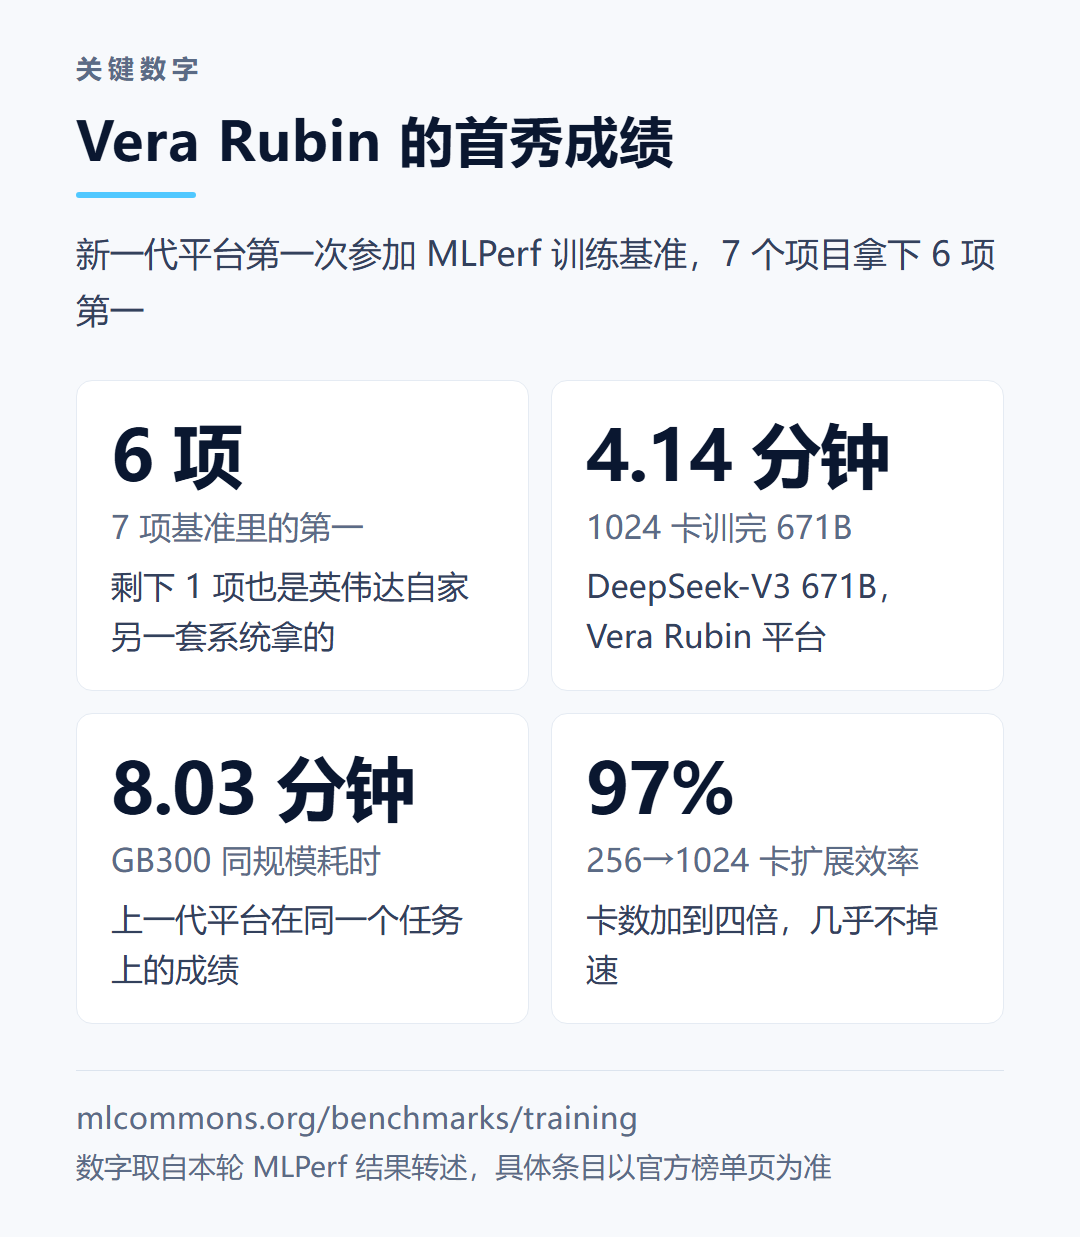 关键数字
Vera Rubin 的首秀成绩
新一代平台第一次参加 MLPerf 训练基准，7 个项目拿下 6 项
第一
6 项
7 项基准里的第一
剩下 1 项也是英伟达自家
另一套系统拿的
4.14 分钟
1024 卡训完 671B
DeepSeek-V3 671B，
Vera Rubin 平台
8.03 分钟
GB300 同规模耗时
上一代平台在同一个任务
上的成绩
97%
256→1024 卡扩展效率
卡数加到四倍，几乎不掉
速
mlcommons.org/benchmarks/training
数字取自本轮 MLPerf 结果转述，具体条目以官方榜单页为准